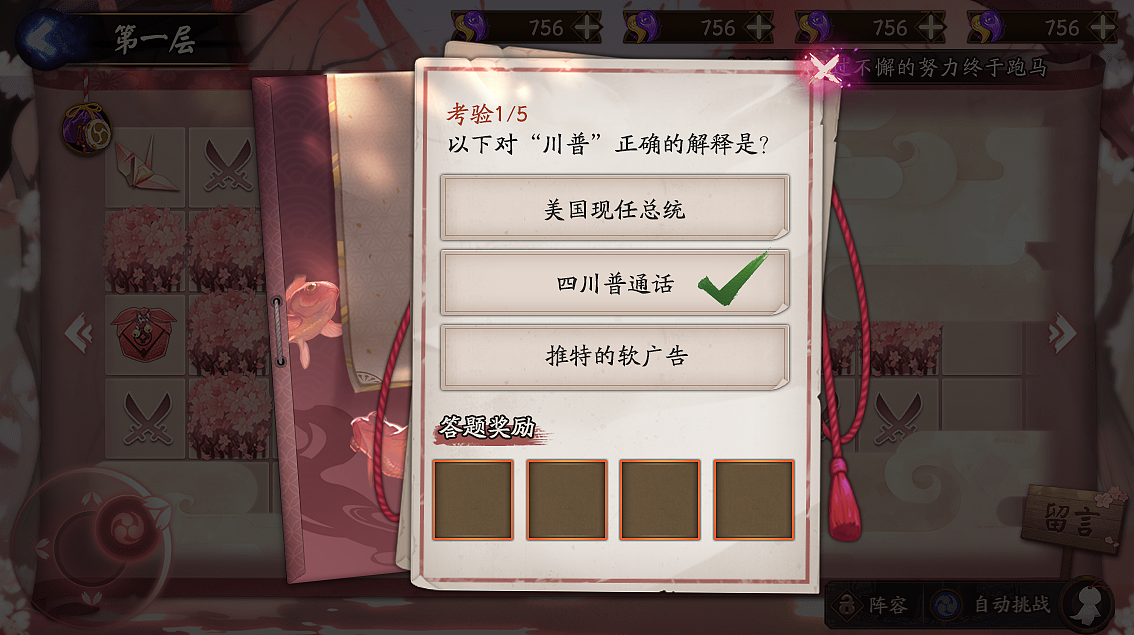 第一层
756
756
756
756
不懈的努力终于跑马
考验1/5
以下对“川普”正确的解释是?
美国现任总统
四川普通话
推特的软广告
答题奖励
留言
阵容
自动挑战